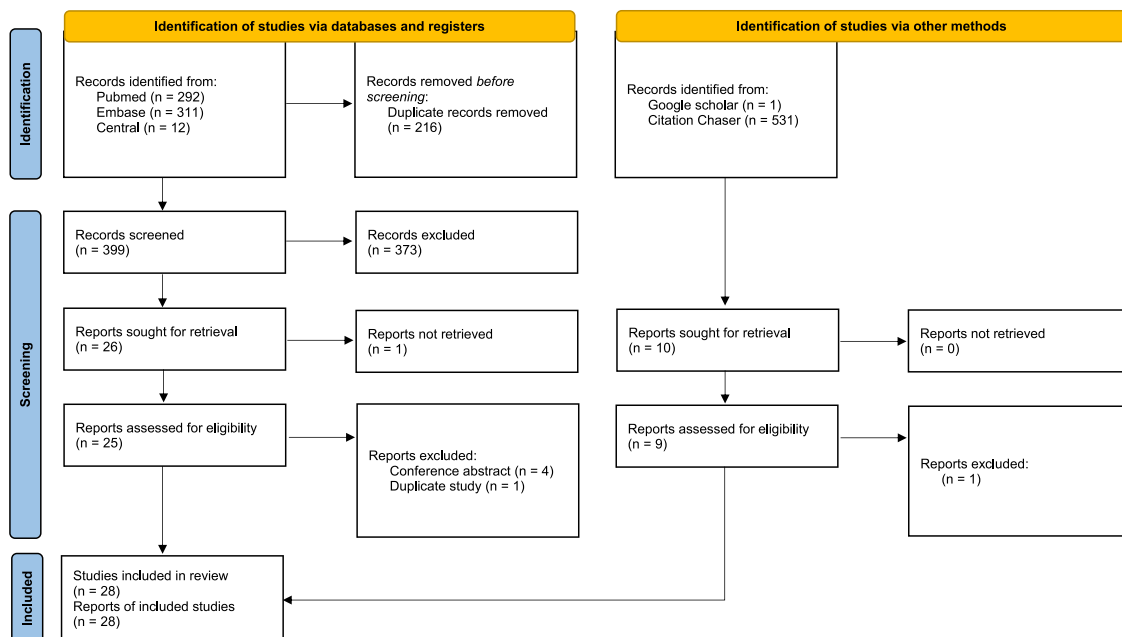 Identification of studies via databases and registers
Identification of studies via other methods
Identification
Records identified from:
Pubmed (n = 292)
Embase (n = 311)
Central (n = 12)
Records removed before
screening:
Duplicate records removed
(n = 216)
Records identified from:
Google scholar (n = 1)
Citation Chaser (n = 531)
Screening
Records screened
(n = 399)
Records excluded
(n = 373)
Reports sought for retrieval
(n = 26)
Reports not retrieved
(n = 1)
Reports sought for retrieval
(n = 10)
Reports not retrieved
(n = 0)
Reports assessed for eligibility
(n = 25)
Reports excluded:
Conference abstract (n = 4)
Duplicate study (n = 1)
Reports assessed for eligibility
(n = 9)
Reports excluded:
(n = 1)
Included
Studies included in review
(n = 28)
Reports of included studies
(n = 28)